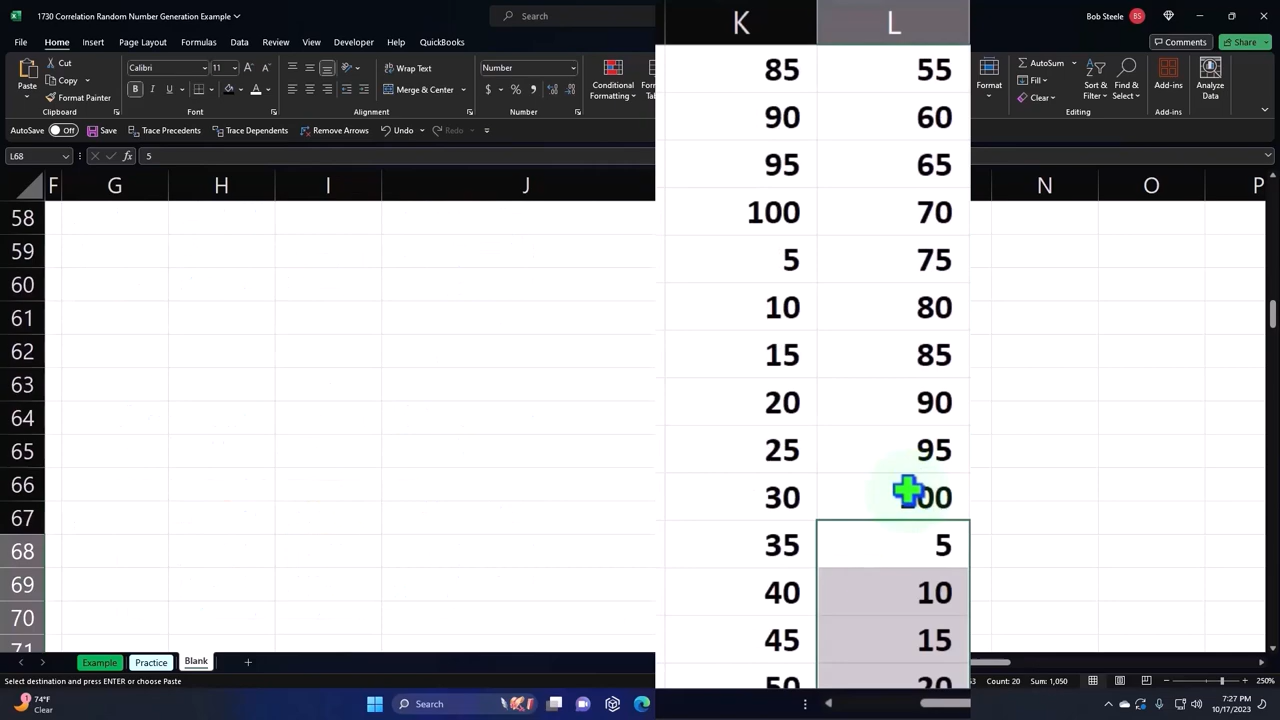 1730 Correlation Random Number Generation Example
Search
Bob Steele BS
File Home Insert Page Layout Formulas Data Review View Developer Help QuickBooks
Comments Share
Cut
Copy
Format Painter
Paste
Calibri 11
Wrap Text
Merge & Center
Number
Conditional
Formatting
Format
AutoSum
Fill
Clear
Sort &
Filter
Find &
Select
Add-ins
Analyze
Data
Clipboard Font Alignment Number Editing Add-ins
AutoSave Off Save Trace Precedents Remove Arrows Undo Redo
L68 fx 5
F G H I J K L N O P
58
59
60
61
62
63
64
65
66
67
68
69
70
71
85 55
90 60
95 65
100 70
5 75
10 80
15 85
20 90
25 95
30 00
35 5
40 10
45 15
50 20
Example Practice Blank +
Select destination and press ENTER or choose Paste
Count: 20 Sum: 1,050 250%
74°F
Clear
Search
7:27 PM
10/17/2023